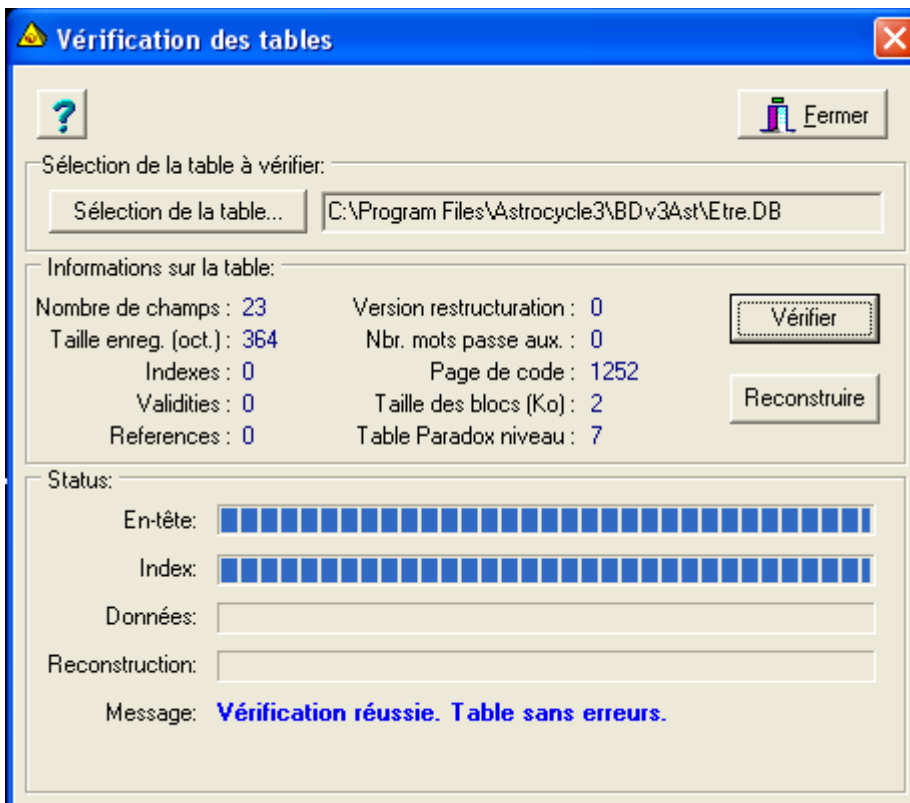 Vérification des tables
?
Fermer
Sélection de la table à vérifier:
Sélection de la table...
C:\Program Files\Astrocycle3\BDv3Ast\Etre.DB
Informations sur la table:
Nombre de champs : 23 Version restructuration : 0
Vérifier
Taille enreg. (oct.) : 364 Nbr. mots passe aux. : 0
Indexes : 0 Page de code : 1252
Validities : 0 Taille des blocs (Ko) : 2
Reconstruire
References : 0 Table Paradox niveau : 7
Status:
En-tête:
Index:
Données:
Reconstruction:
Message: Vérification réussie. Table sans erreurs.